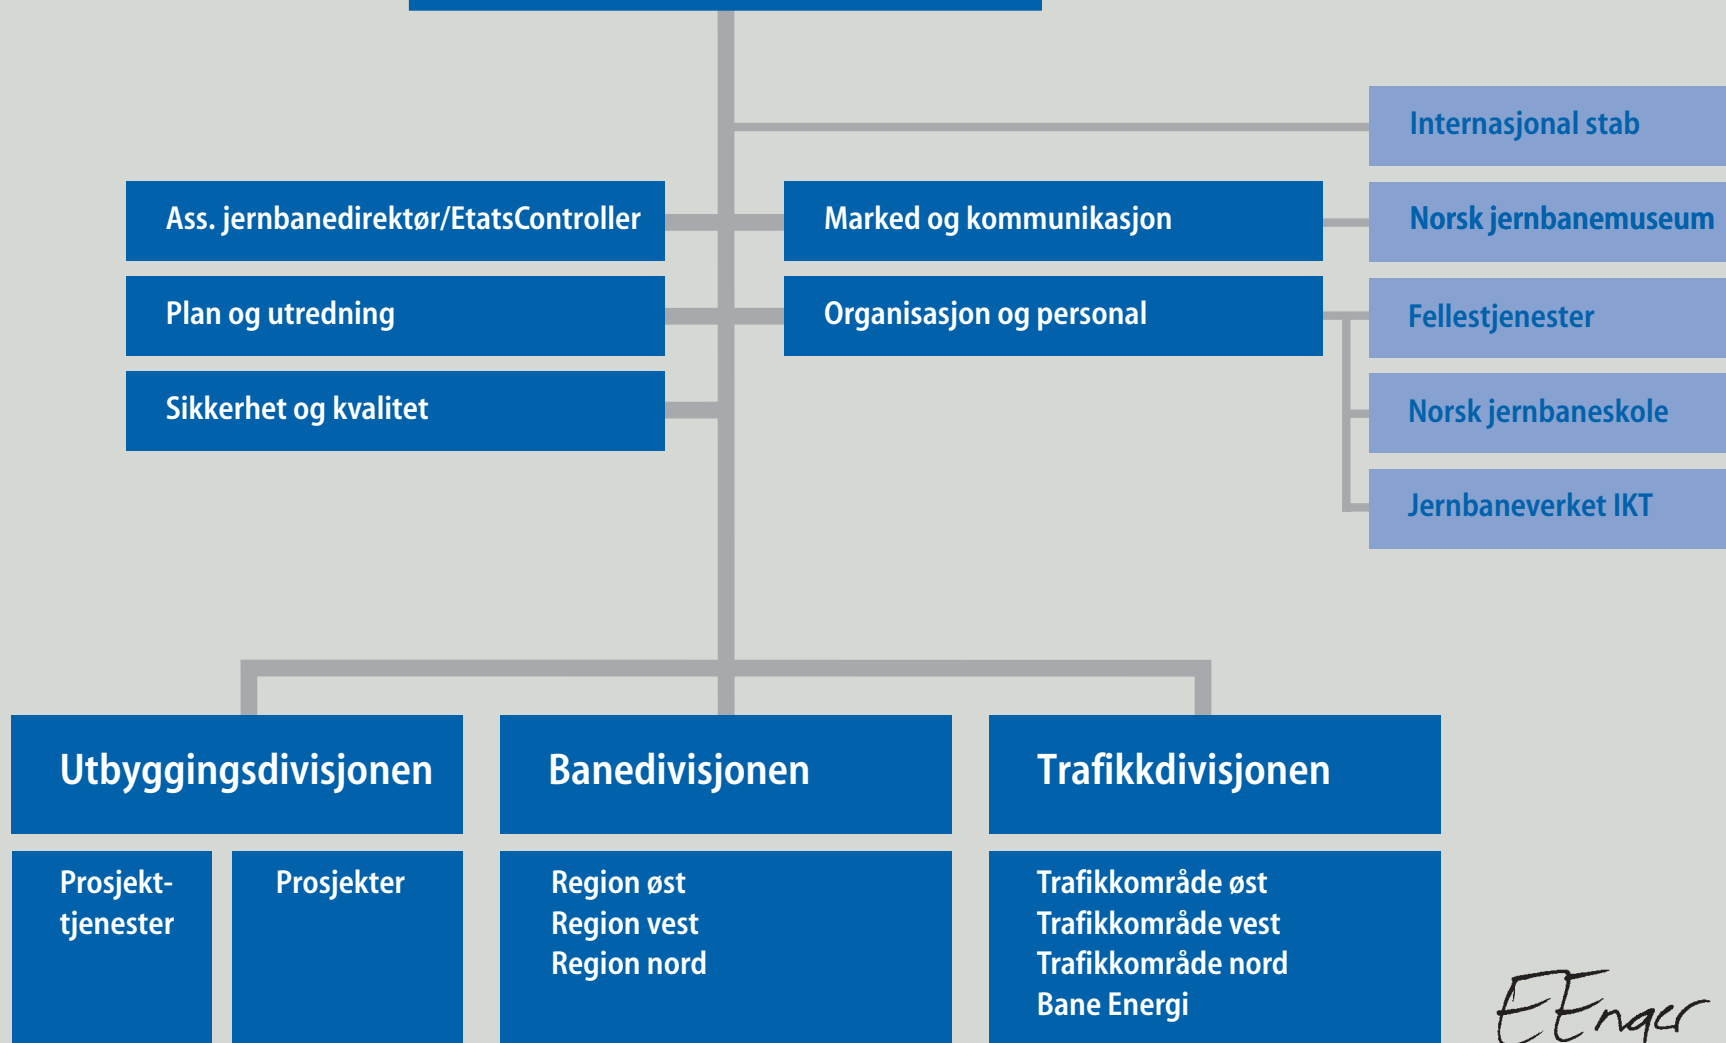 Internasjonal stab
Ass. jernbanedirektør/EtatsController
Marked og kommunikasjon
Norsk jernbanemuseum
Plan og utredning
Organisasjon og personal
Fellestjenester
Sikkerhet og kvalitet
Norsk jernbaneskole
Jernbaneverket IKT
Utbyggingsdivisjonen
Banedivisjonen
Trafikkdivisjonen
Prosjekt-
tjenester
Prosjekter
Region øst
Region vest
Region nord
Trafikkområde øst
Trafikkområde vest
Trafikkområde nord
Bane Energi
EEnger